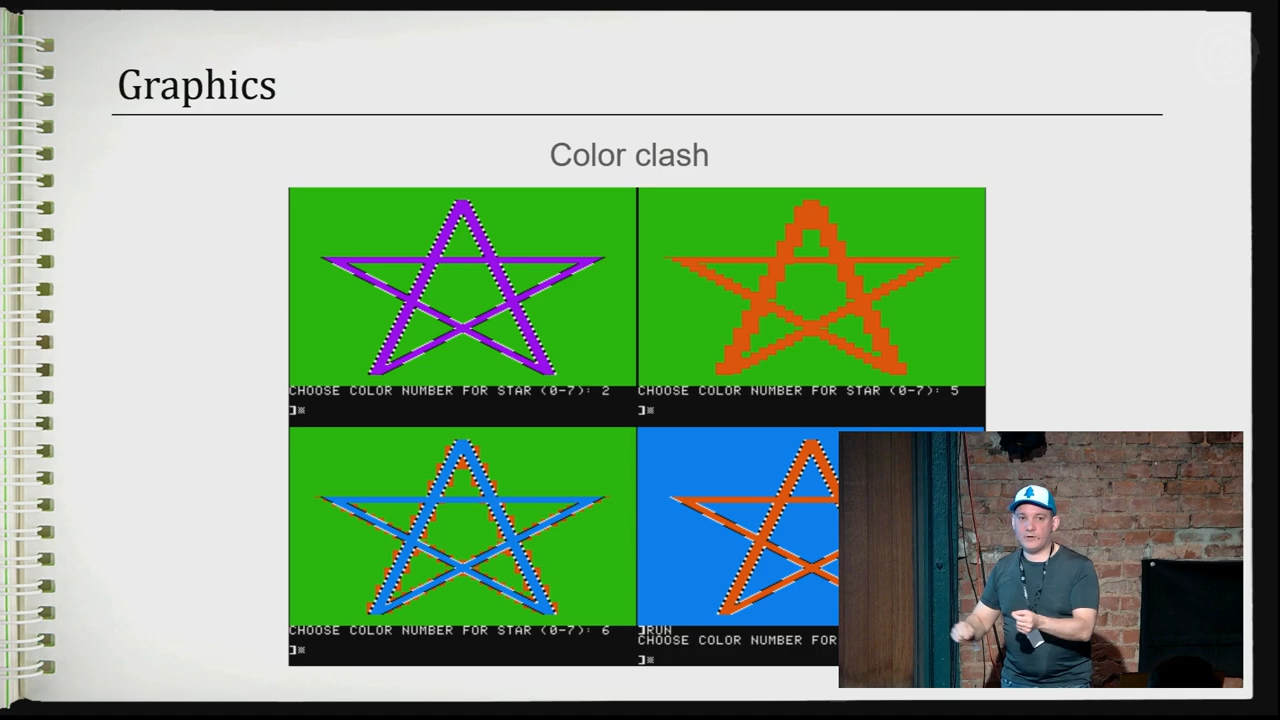 Graphics
Color clash
CHOOSE COLOR NUMBER FOR STAR (0-7): 2
]※
CHOOSE COLOR NUMBER FOR STAR (0-7): 5
]※
CHOOSE COLOR NUMBER FOR STAR (0-7): 6
]※
]RUN
CHOOSE COLOR NUMBER FOR
]※